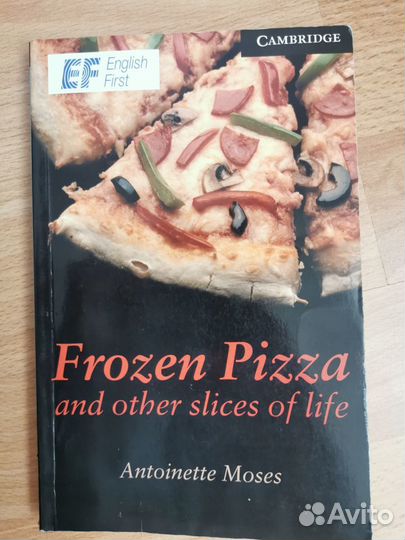 CAMBRIDGE
EF English
First
Frozen Pizza
and other slices of life
Antoinette Moses
Avito